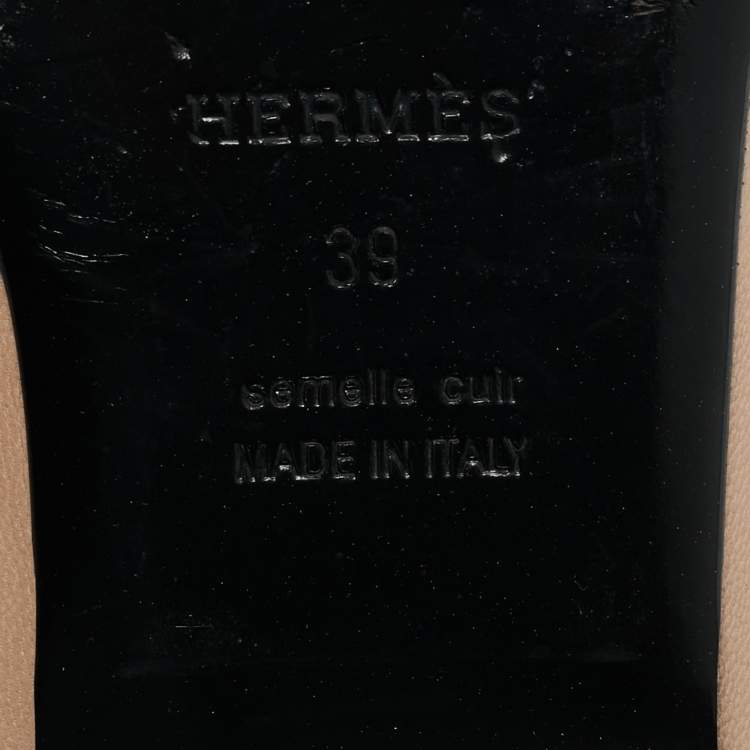 HERMÈS
39
semelle cuir
MADE IN ITALY